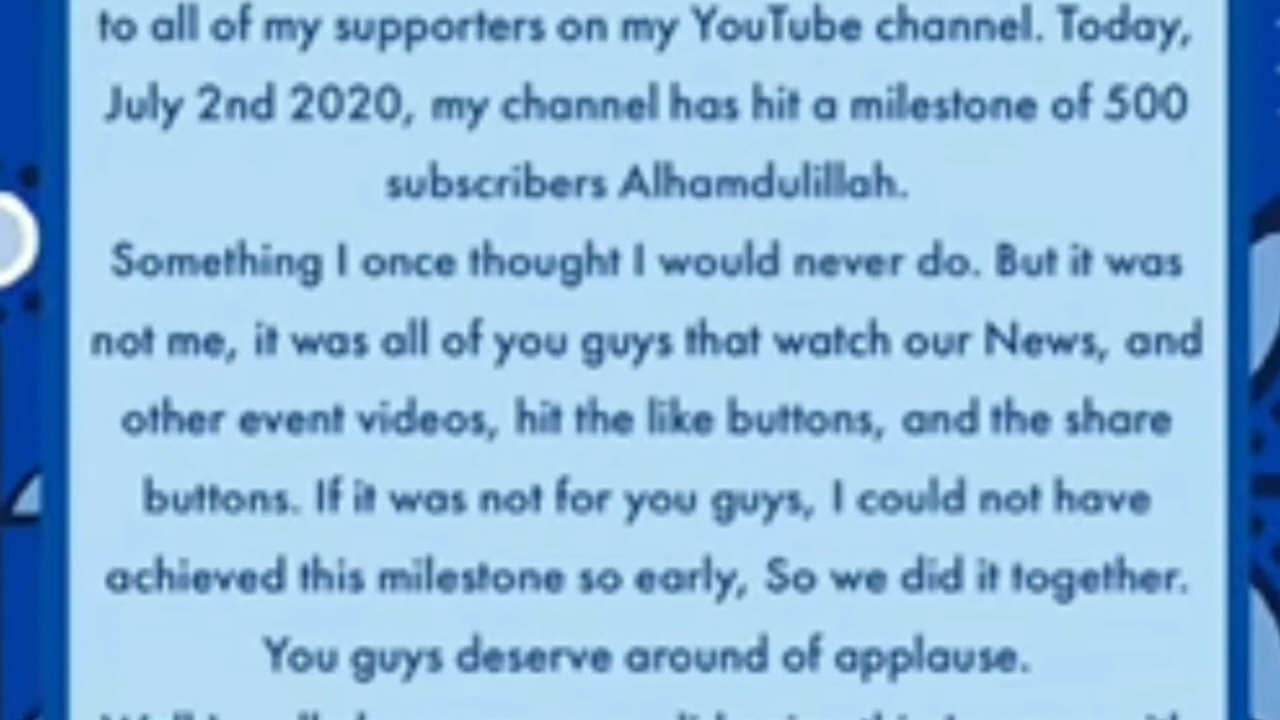 to all of my supporters on my YouTube channel. Today,
July 2nd 2020, my channel has hit a milestone of 500
subscribers Alhamdulillah.
Something I once thought I would never do. But it was
not me, it was all of you guys that watch our News, and
other event videos, hit the like buttons, and the share
buttons. If it was not for you guys, I could not have
achieved this milestone so early, So we did it together.
You guys deserve around of applause.